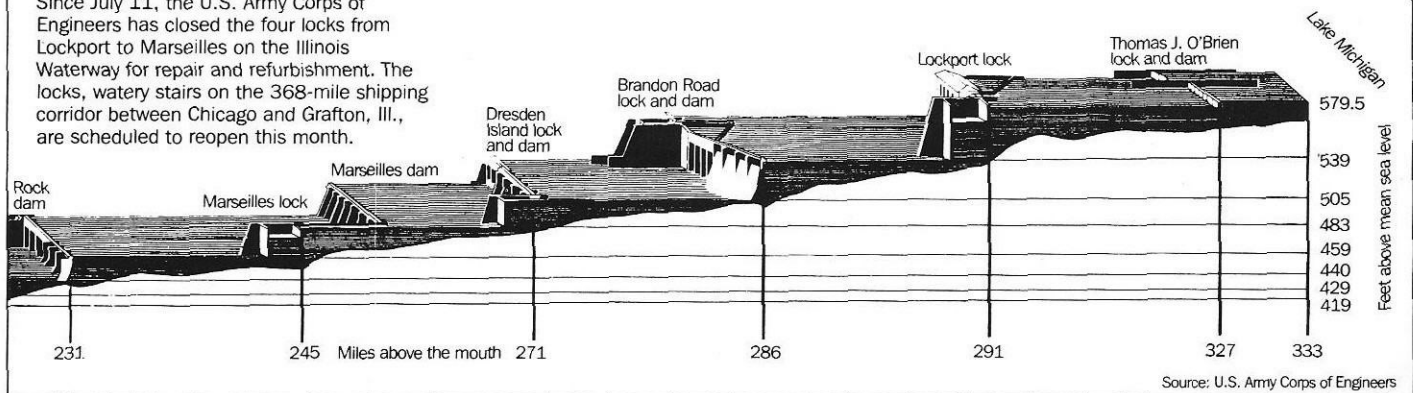 Since July 11, the U.S. Army Corps of
Engineers has closed the four locks from
Lockport to Marseilles on the Illinois
Waterway for repair and refurbishment. The
locks, watery stairs on the 368-mile shipping
corridor between Chicago and Grafton, Ill.,
are scheduled to reopen this month.
Rock
dam
Marseilles lock
Marseilles dam
Dresden
Island lock
and dam
Brandon Road
lock and dam
Lockport lock
Thomas J. O'Brien
lock and dam
Lake Michigan
579.5
539
505
483
459
440
429
419
Feet above mean sea level
231
245
Miles above the mouth
271
286
291
327
333
Source: U.S. Army Corps of Engineers